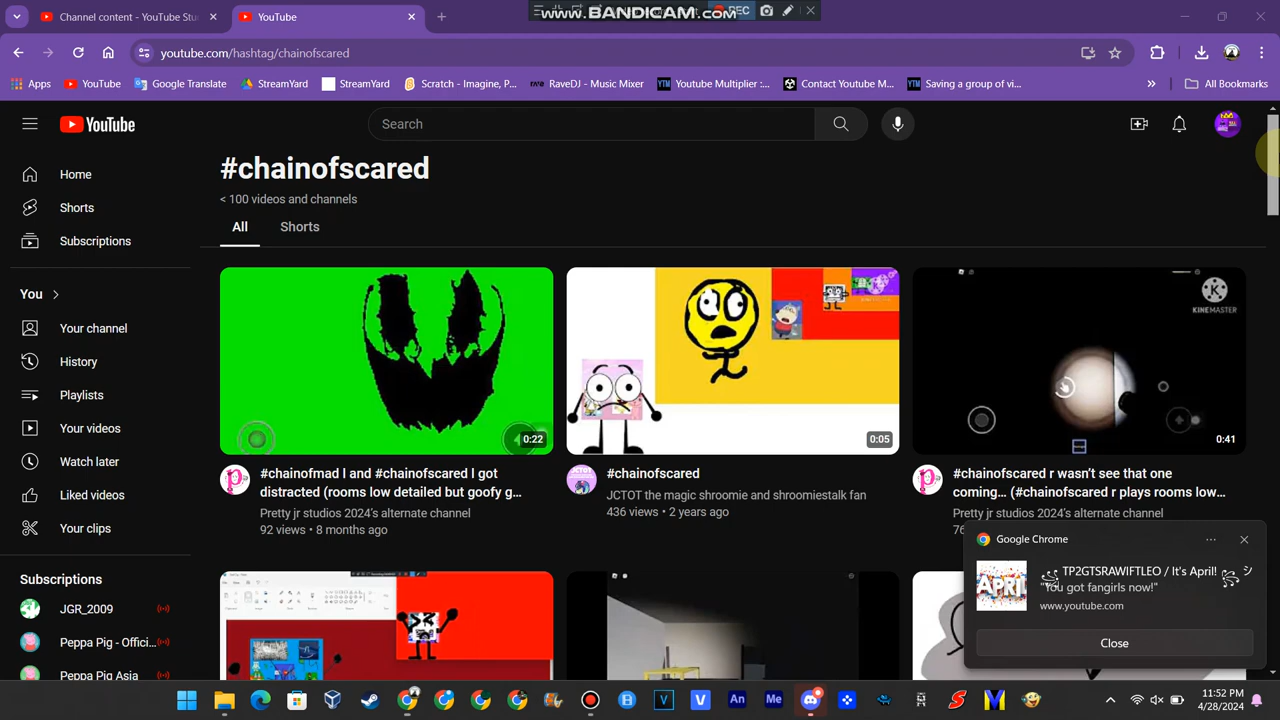 www.BANDICAM.com
REC
Content - YouTube Stu
YouTube
youtube.com/hashtag/chainofscared
Apps
YouTube
Google Translate
StreamYard
StreamYard
Scratch - Imagine, P...
RaveDJ - Music Mixer
Youtube Multiplier :...
Contact Youtube M...
Saving a group of vi...
All Bookmarks
YouTube
Search
#chainofscared
< 100 videos and channels
All
Shorts
Home
Shorts
Subscriptions
You
Your channel
History
Playlists
Your videos
Watch later
Liked videos
Your clips
Subscriptions
JGR_2009
Peppa Pig - Offici...
Peppa Pig Asia
0:22
#chainofmad I and #chainofscared I got
distracted (rooms low detailed but goofy g...
Pretty jr studios 2024's alternate channel
92 views • 8 months ago
0:05
#chainofscared
JCTOT the magic shroomie and shroomiestalk fan
436 views • 2 years ago
KINEMASTER
0:41
#chainofscared r wasn't see that one
coming... (#chainofscared r plays rooms low...
Pretty jr studios 2024's alternate channel
Google Chrome
APRIL
TP2STRAWFTLEO / It's April!
"You got fangirls now!"
www.youtube.com
Close
11:52 PM
4/28/2024